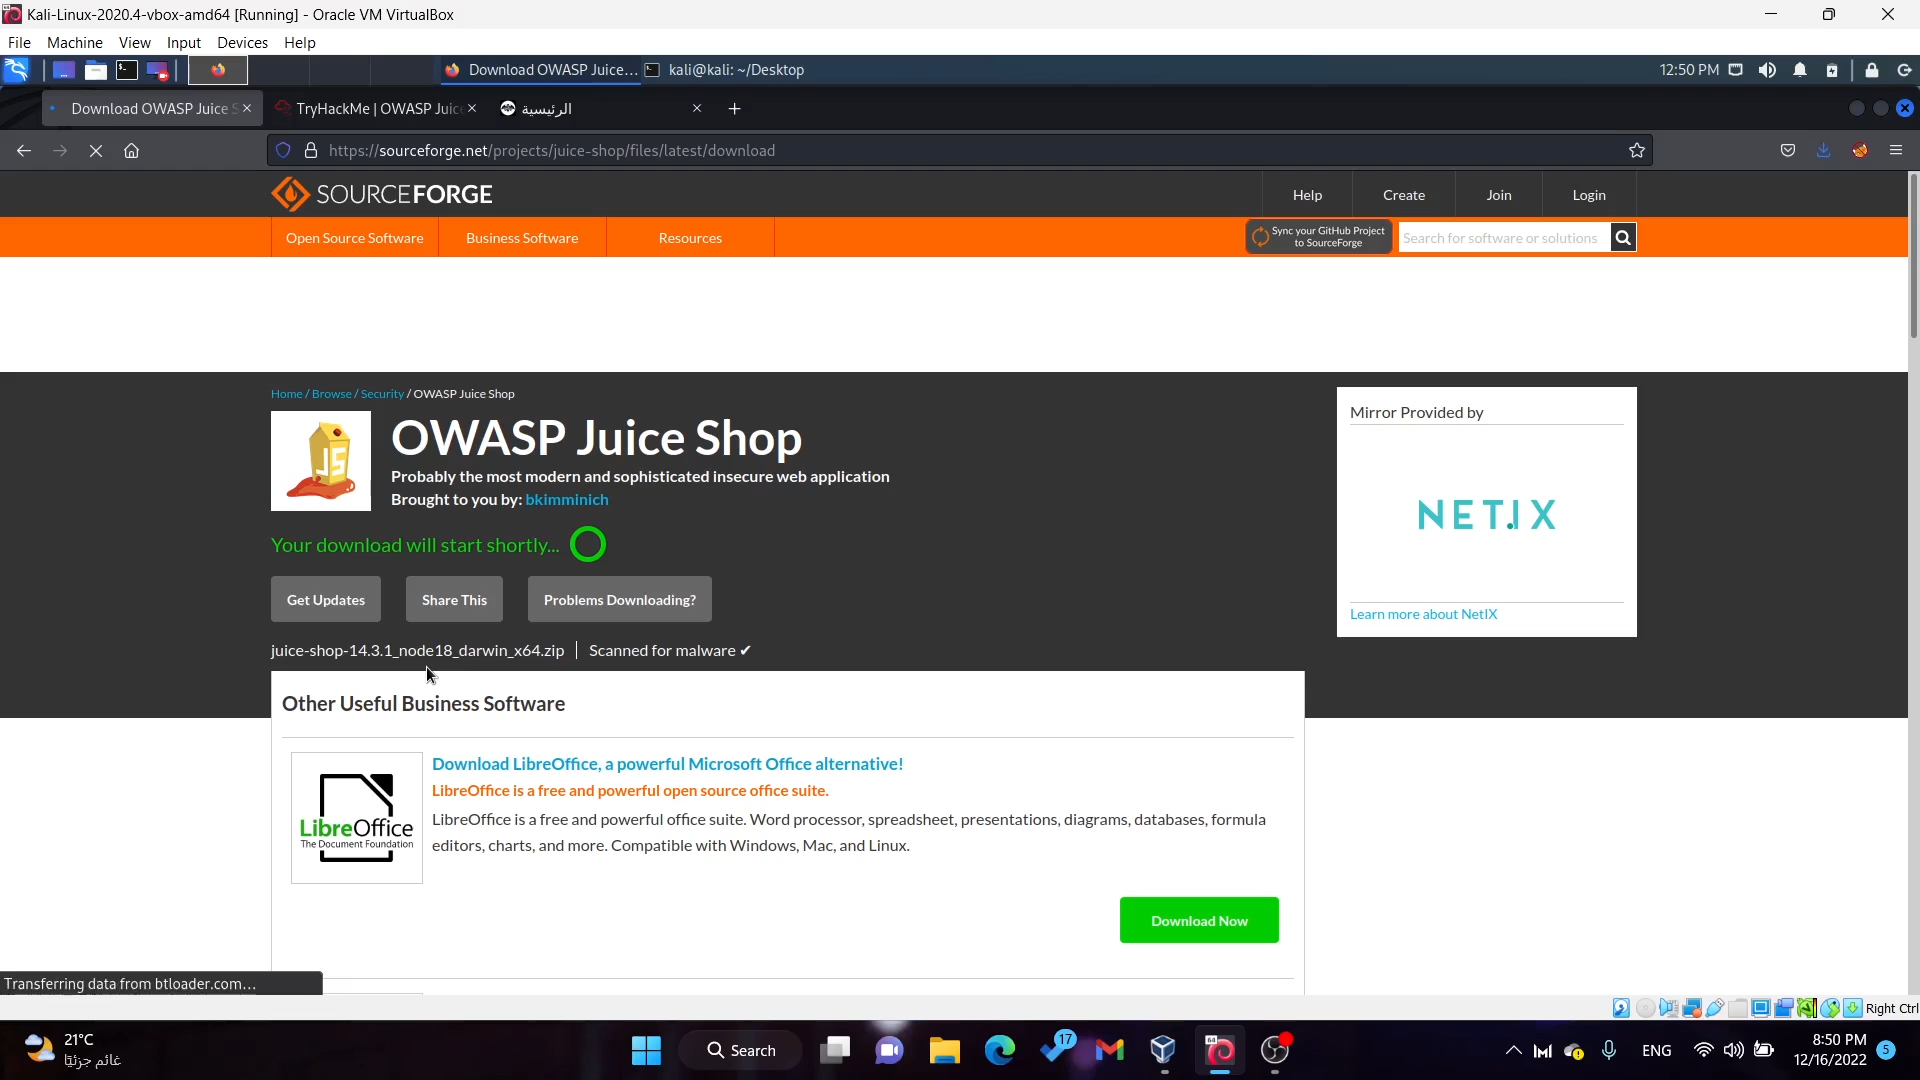 Kali-Linux-2020.4-vbox-amd64 [Running] - Oracle VM VirtualBox
File Machine View Input Devices Help
Download OWASP Juice... kali@kali: ~/Desktop 12:50 PM
Download OWASP Juice S TryHackMe | OWASP Juic الرئيسية
https://sourceforge.net/projects/juice-shop/files/latest/download
SOURCEFORGE Help Create Join Login
Open Source Software Business Software Resources Sync your GitHub Project to SourceForge Search for software or solutions
Home / Browse / Security / OWASP Juice Shop
JS
OWASP Juice Shop
Probably the most modern and sophisticated insecure web application
Brought to you by: bkimminich
Mirror Provided by
NETIX
Learn more about NetIX
Your download will start shortly...
Get Updates Share This Problems Downloading?
juice-shop-14.3.1_node18_darwin_x64.zip | Scanned for malware ✔
Other Useful Business Software
LibreOffice
The Document Foundation
Download LibreOffice, a powerful Microsoft Office alternative!
LibreOffice is a free and powerful open source office suite.
LibreOffice is a free and powerful office suite. Word processor, spreadsheet, presentations, diagrams, databases, formula
editors, charts, and more. Compatible with Windows, Mac, and Linux.
Download Now
Transferring data from btloader.com...
Right Ctrl
21°C
غائم جزئيًا
Search
17
64
ENG
8:50 PM
12/16/2022
5